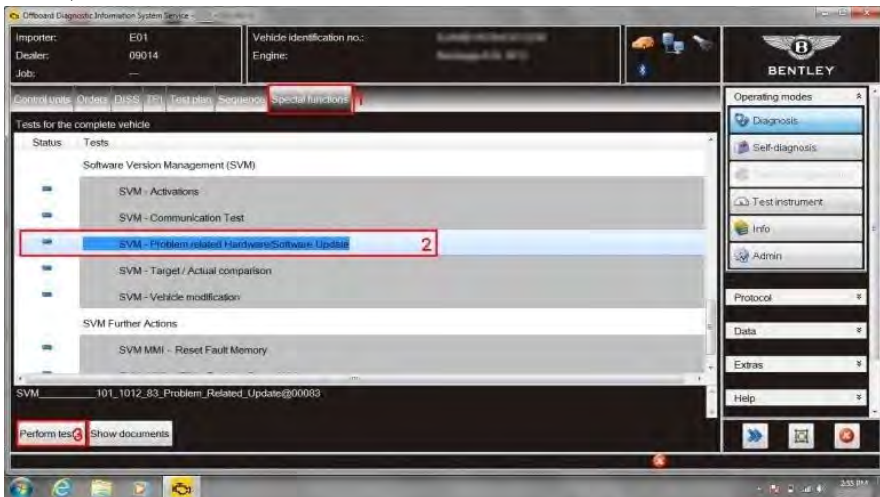 Offboard Diagnostic Information System Service -
Importer: E01
Dealer: 09014
Job: ---
Vehicle identification no.:
Engine:
BENTLEY
Control units Orders DISS TPI Test plan Sequence Special functions 1
Operating modes
Tests for the complete vehicle
Diagnosis
Status Tests
Self-diagnosis
Software Version Management (SVM)
SVM - Activations
Test instrument
SVM - Communication Test
Info
SVM - Problem related Hardware/Software Update 2
Admin
SVM - Target / Actual comparison
SVM - Vehicle modification
Protocol
SVM Further Actions
Data
SVM MMI - Reset Fault Memory
Extras
SVM 101_1012_83_Problem_Related_Update@00083
Help
Perform test 3 Show documents
2:55 PM